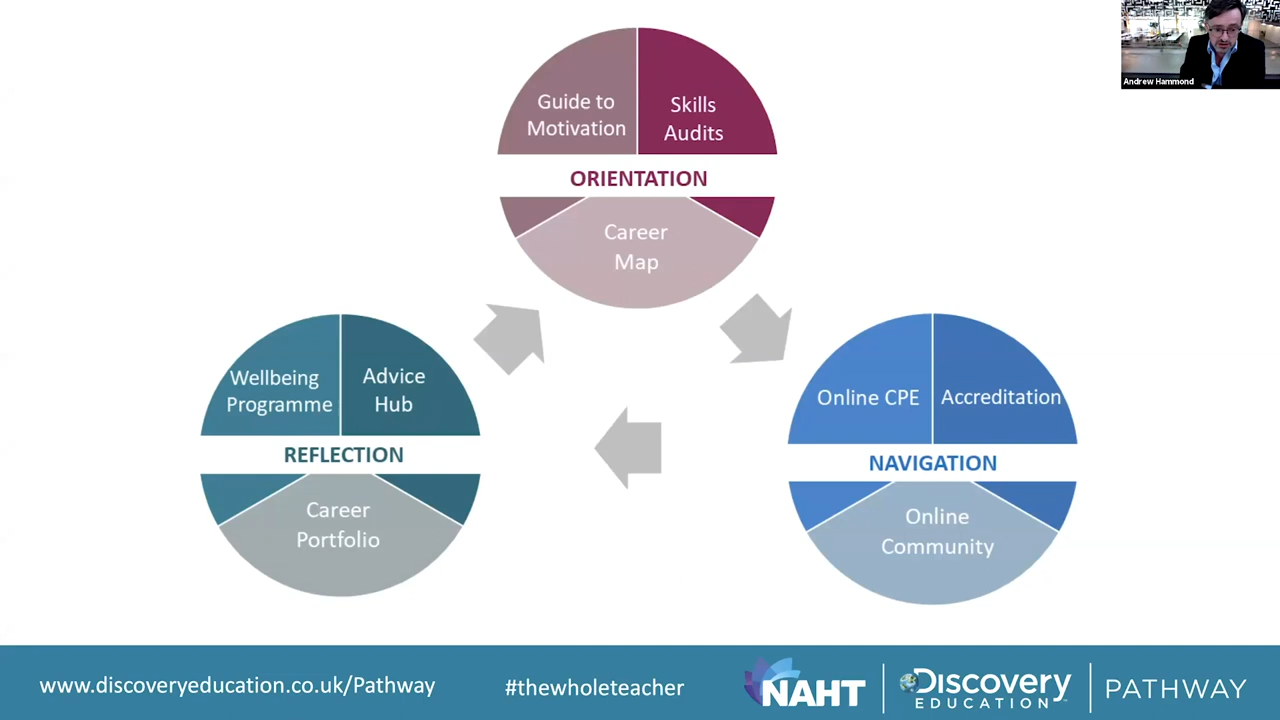 Andrew Hammond
Guide to
Motivation
Skills
Audits
ORIENTATION
Career
Map
Wellbeing
Programme
Advice
Hub
REFLECTION
Career
Portfolio
Online CPE
Accreditation
NAVIGATION
Online
Community
www.discoveryeducation.co.uk/Pathway
#thewholeteacher
NAHT
Discovery
EDUCATION
PATHWAY